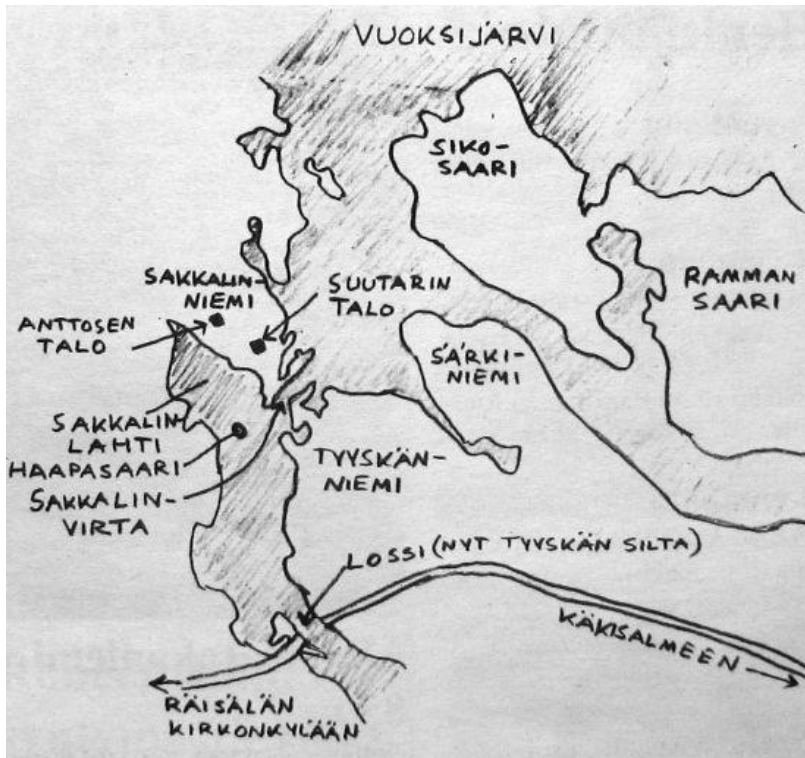 VUOKSIJÄRVI
SIKO-
SAARI
SAKKALIN-
NIEMI
SUUTARIN
TALO
RAMMAN
SAARI
ANTTOSEN
TALO
SÄRKI-
NIEMI
SAKKALIN
LAHTI
HAAPASAARI
SAKKALIN-
VIRTA
TYYSKÄN-
NIEMI
LOSSI (NYT TYYSKÄN SILTA)
KÄKISALMEEN
RÄISÄLÄN
KIRKONKYLÄÄN